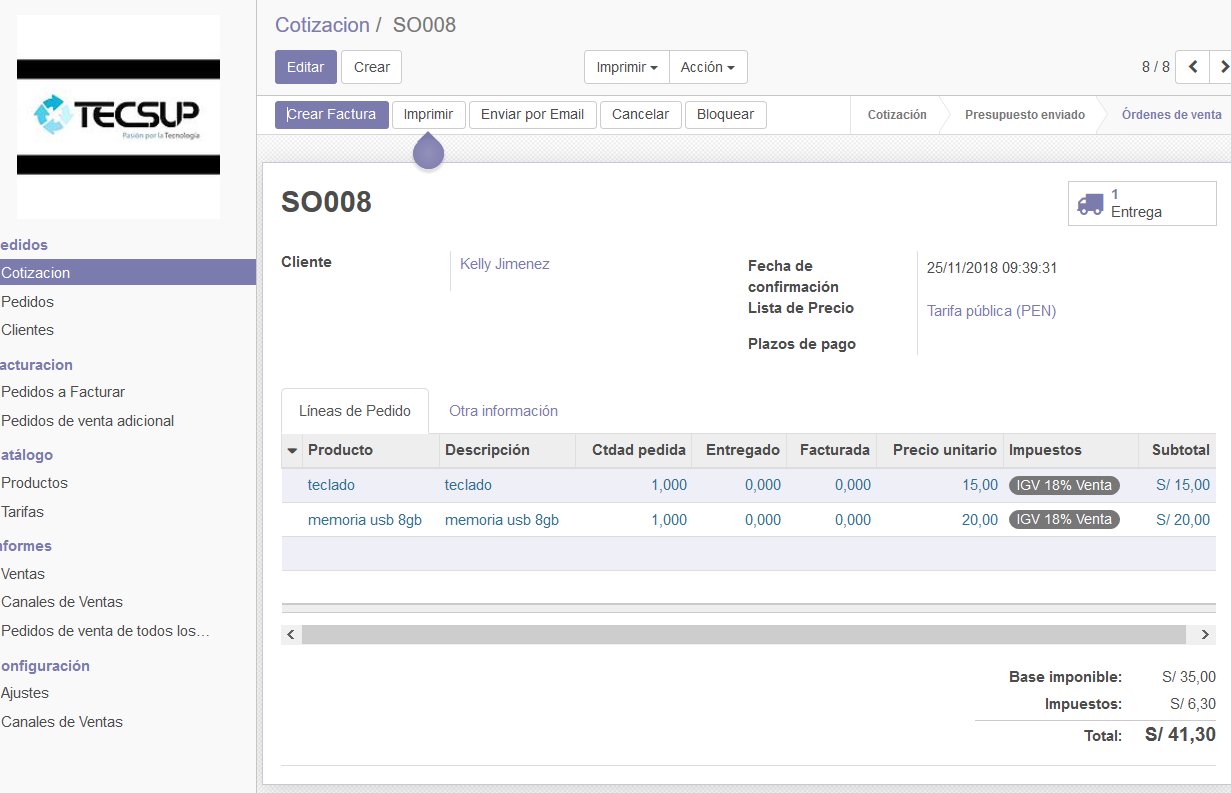 TECSUP
Pasión por la Tecnología
edidos
Cotizacion
Pedidos
Clientes
acturacion
Pedidos a Facturar
Pedidos de venta adicional
atálogo
Productos
Tarifas
nformes
Ventas
Canales de Ventas
Pedidos de venta de todos los...
onfiguración
Ajustes
Canales de Ventas
Cotizacion / SO008
Editar Crear Imprimir Acción 8 / 8
Crear Factura Imprimir Enviar por Email Cancelar Bloquear Cotización Presupuesto enviado Órdenes de venta
SO008
1
Entrega
Cliente Kelly Jimenez
Fecha de
confirmación 25/11/2018 09:39:31
Lista de Precio Tarifa pública (PEN)
Plazos de pago
Líneas de Pedido Otra información
Producto Descripción Ctdad pedida Entregado Facturada Precio unitario Impuestos Subtotal
teclado teclado 1,000 0,000 0,000 15,00 IGV 18% Venta S/ 15,00
memoria usb 8gb memoria usb 8gb 1,000 0,000 0,000 20,00 IGV 18% Venta S/ 20,00
Base imponible: S/ 35,00
Impuestos: S/ 6,30
Total: S/ 41,30